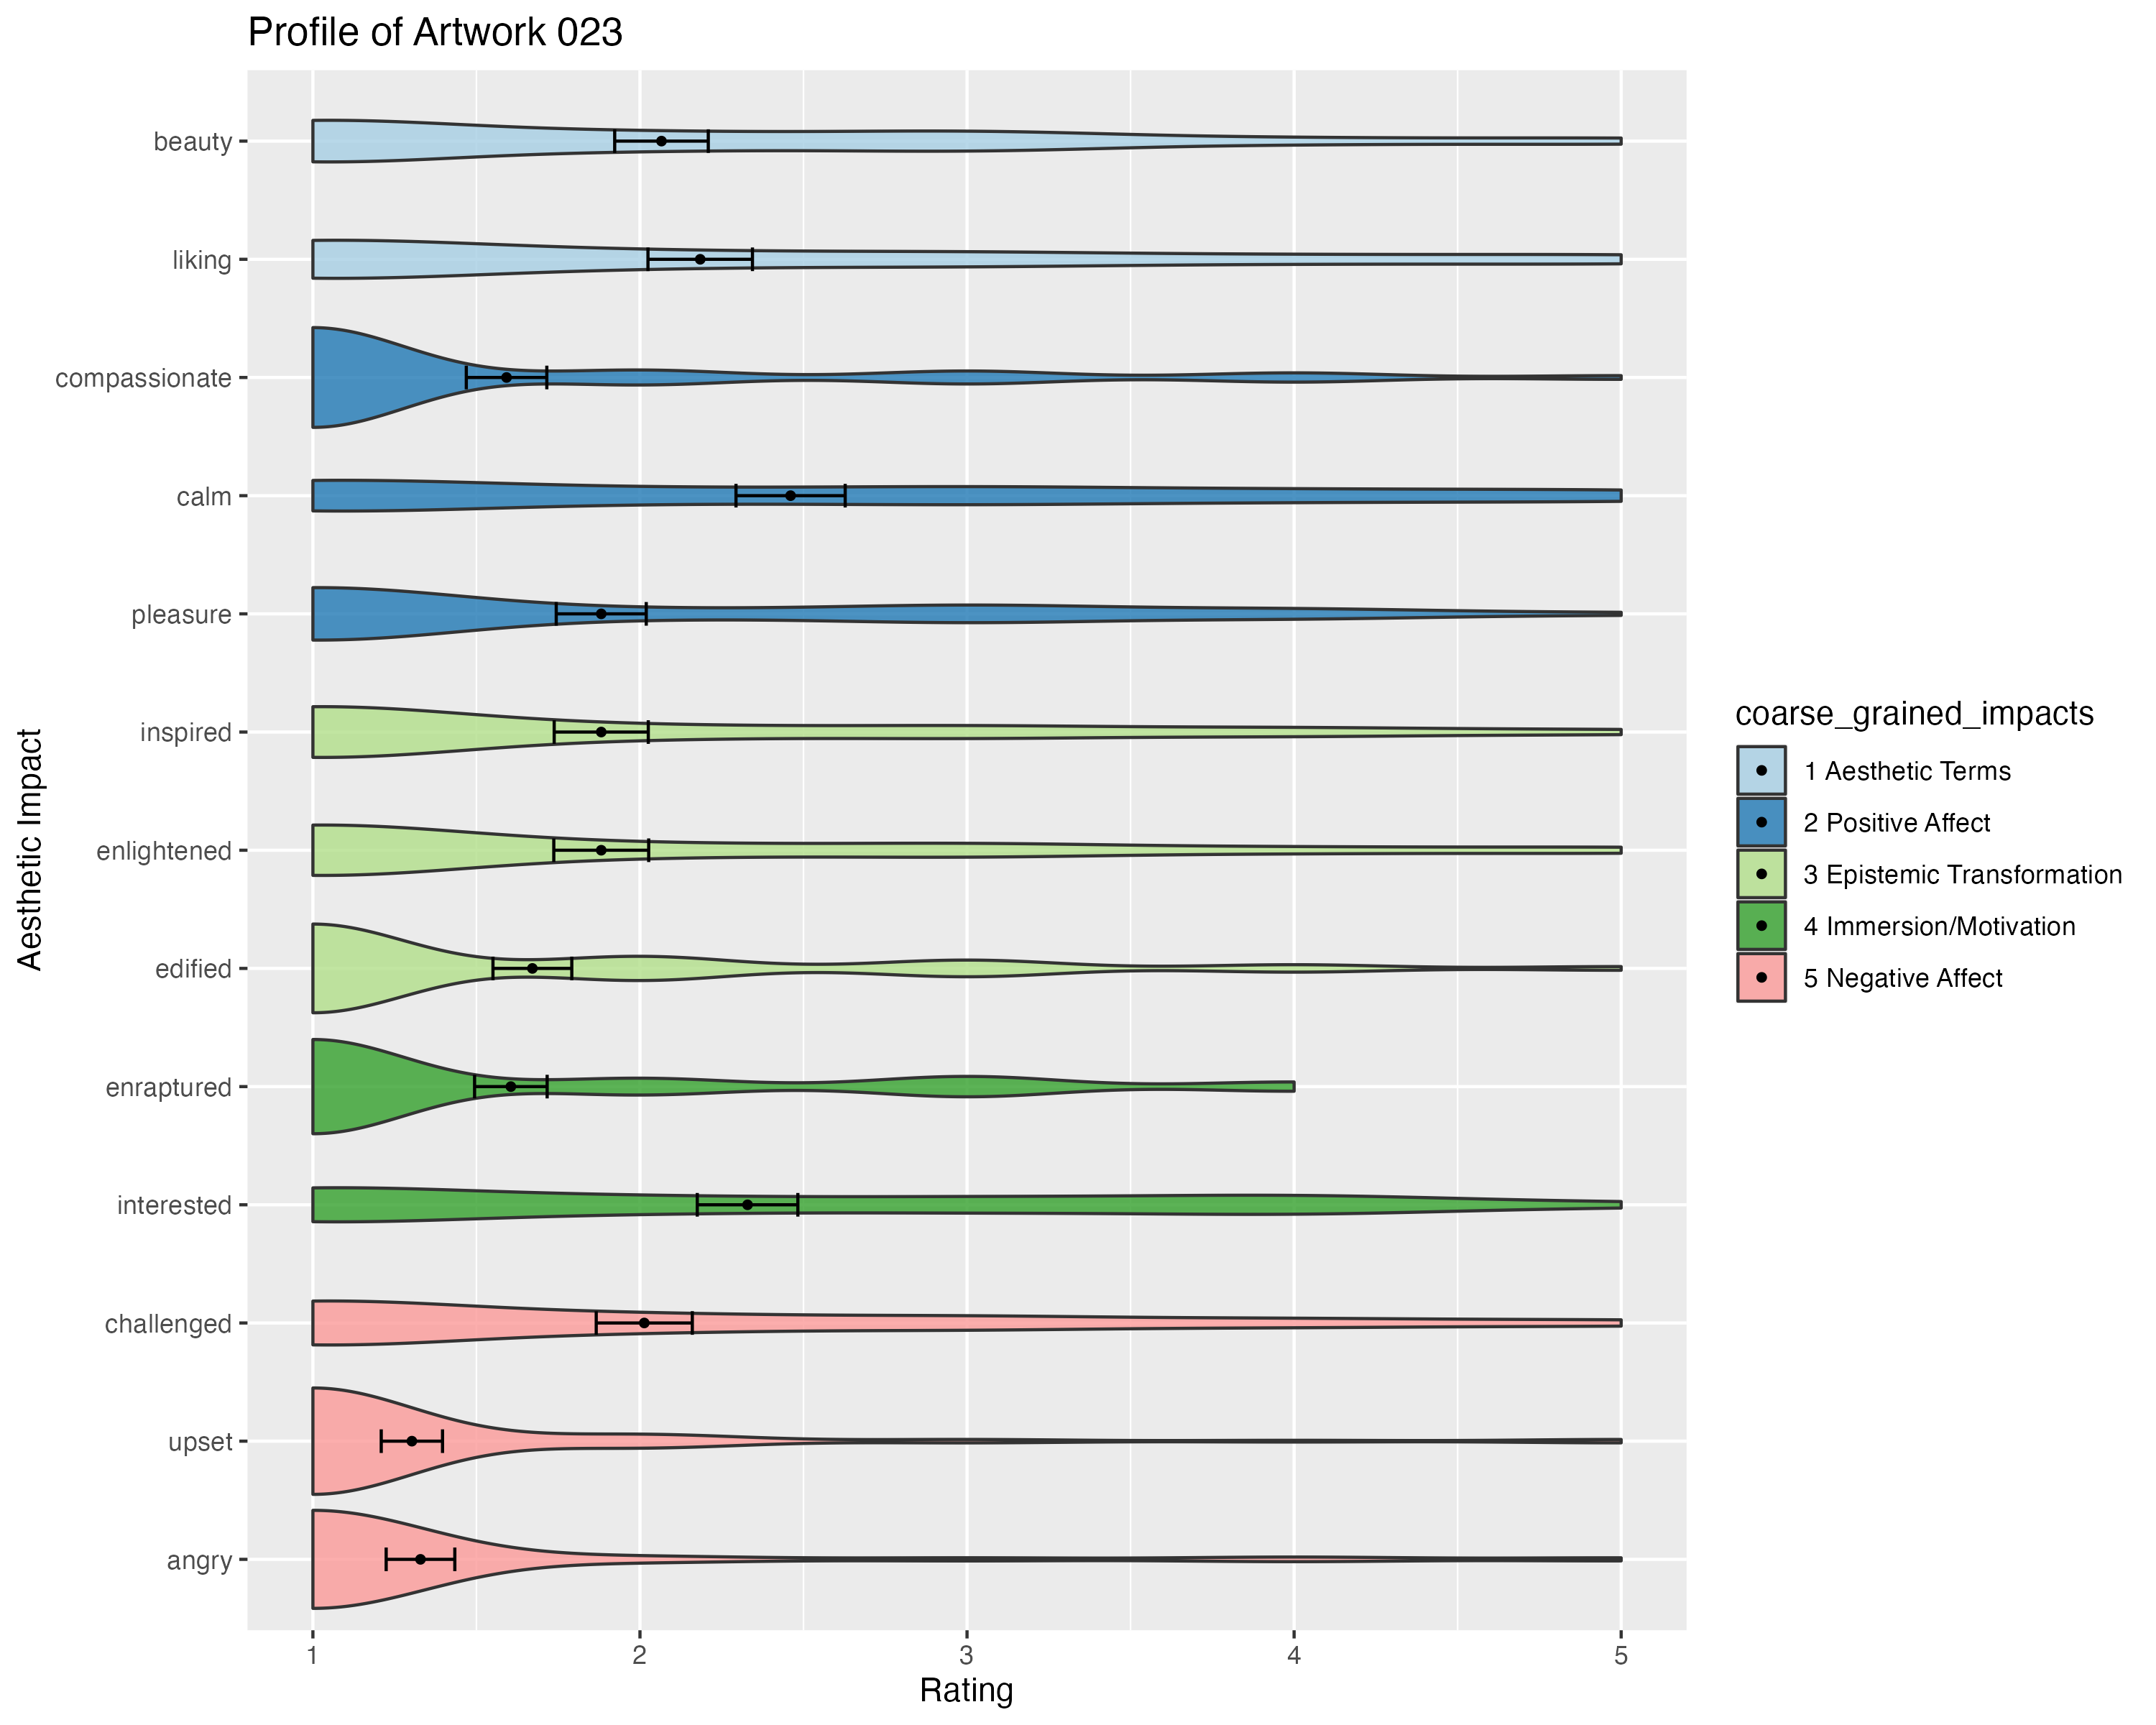 Profile of Artwork 023
beauty
liking
compassionate
calm
pleasure
inspired
enlightened
edified
enraptured
interested
challenged
upset
angry
Aesthetic Impact
1 2 3 4 5
Rating
coarse_grained_impacts
1 Aesthetic Terms
2 Positive Affect
3 Epistemic Transformation
4 Immersion/Motivation
5 Negative Affect